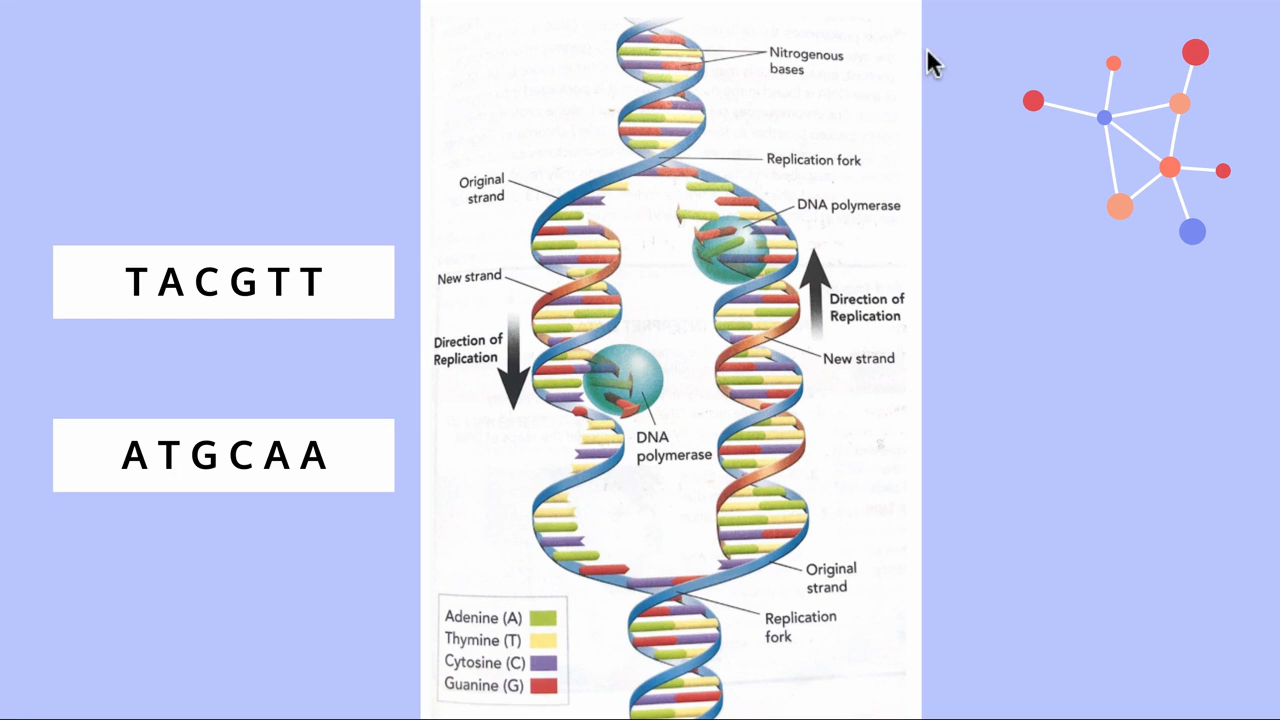 T A C G T T
A T G C A A
Nitrogenous
bases
Replication fork
Original
strand
DNA polymerase
New strand
Direction of
Replication
Direction of
Replication
New strand
DNA
polymerase
Original
strand
Replication
fork
Adenine (A)
Thymine (T)
Cytosine (C)
Guanine (G)